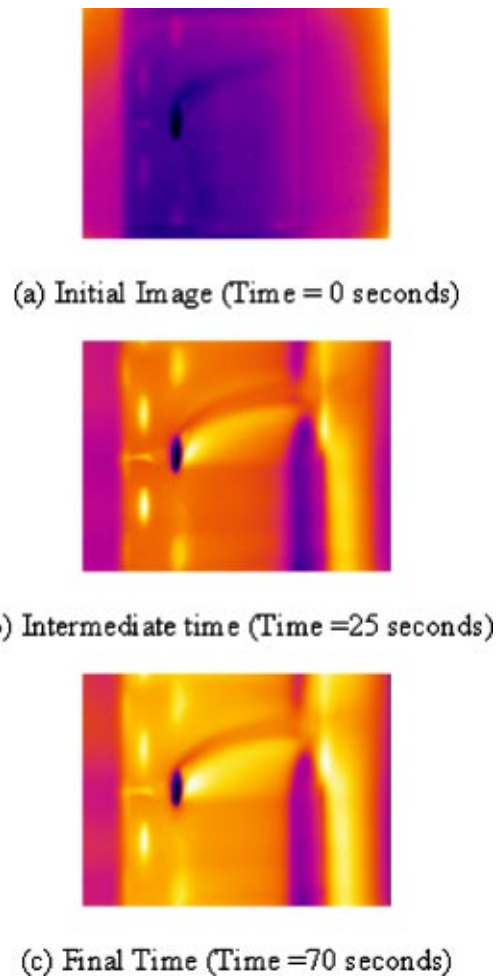 (a) Initial Image (Time = 0 seconds)
) Intermediate time (Time =25 seconds)
(c) Final Time (Time =70 seconds)